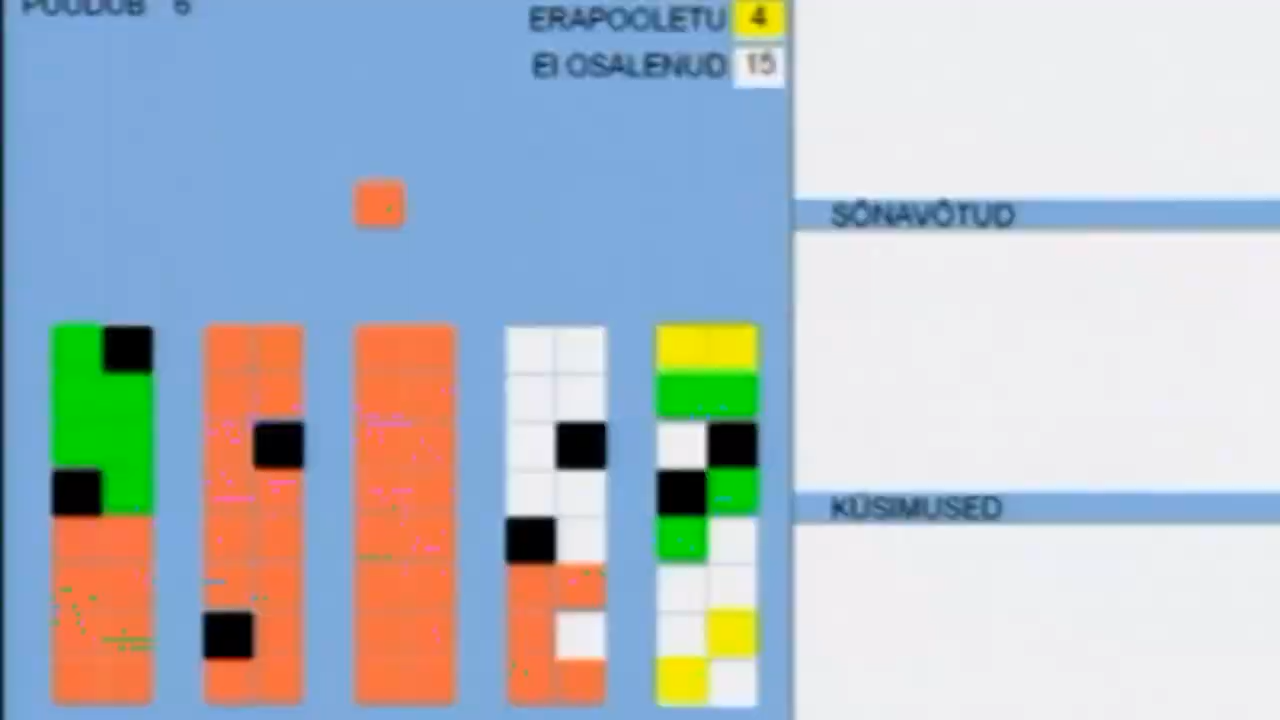 PUUDUB 6
ERAPOOLETU 4
EI OSALENUD 15
SÕNAVÕTUD
KÜSIMUSED